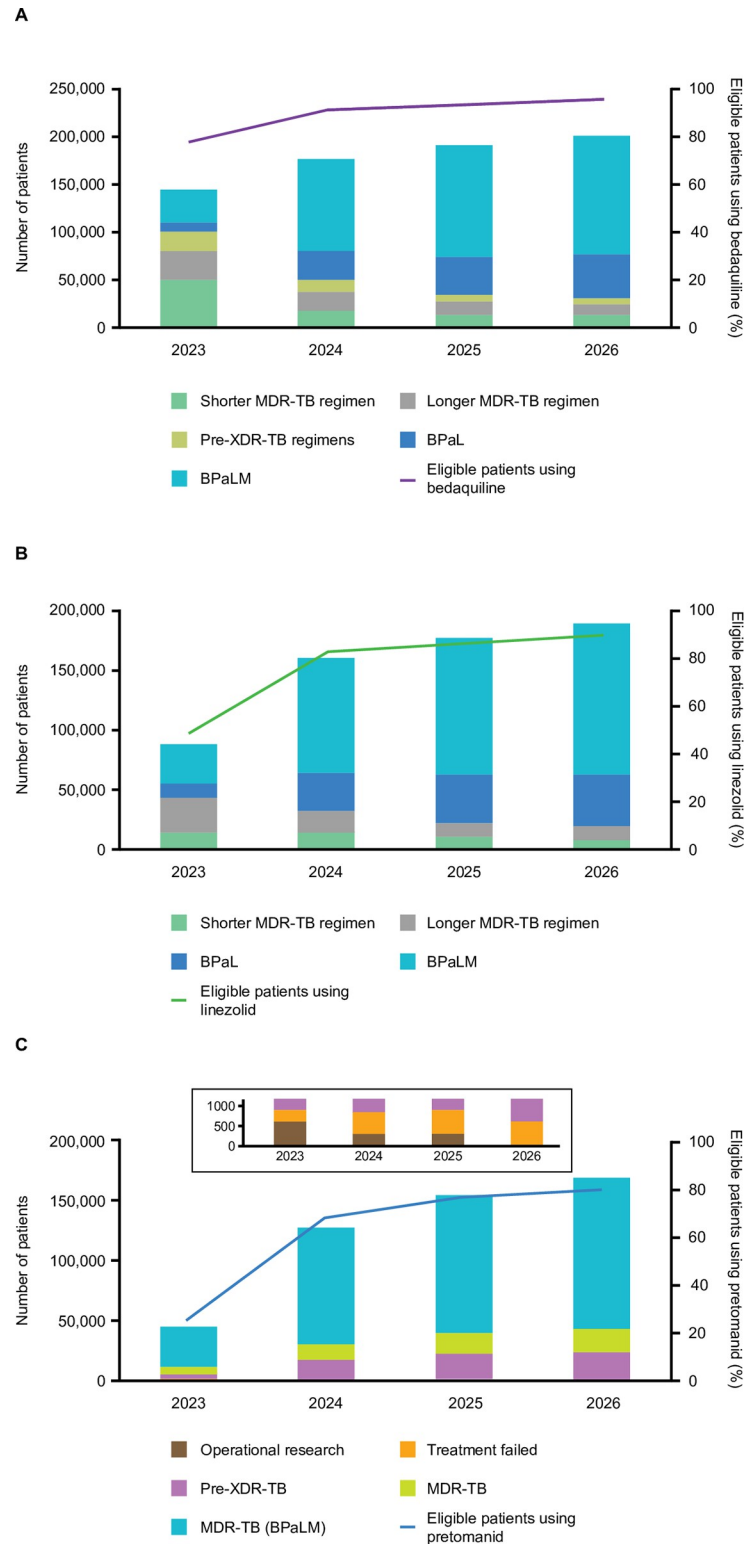 A
250,000
200,000
150,000
100,000
50,000
0
Number of patients
100
80
60
40
20
0
Eligible patients using bedaquiline (%)
2023 2024 2025 2026
Shorter MDR-TB regimen Longer MDR-TB regimen
Pre-XDR-TB regimens BPaL
BPaLM Eligible patients using
bedaquiline
B
200,000
150,000
100,000
50,000
0
Number of patients
100
80
60
40
20
0
Eligible patients using linezolid (%)
2023 2024 2025 2026
Shorter MDR-TB regimen Longer MDR-TB regimen
BPaL BPaLM
Eligible patients using
linezolid
C
1000
500
0
2023 2024 2025 2026
200,000
150,000
100,000
50,000
0
Number of patients
100
80
60
40
20
0
Eligible patients using pretomanid (%)
2023 2024 2025 2026
Operational research Treatment failed
Pre-XDR-TB MDR-TB
MDR-TB (BPaLM) Eligible patients using
pretomanid